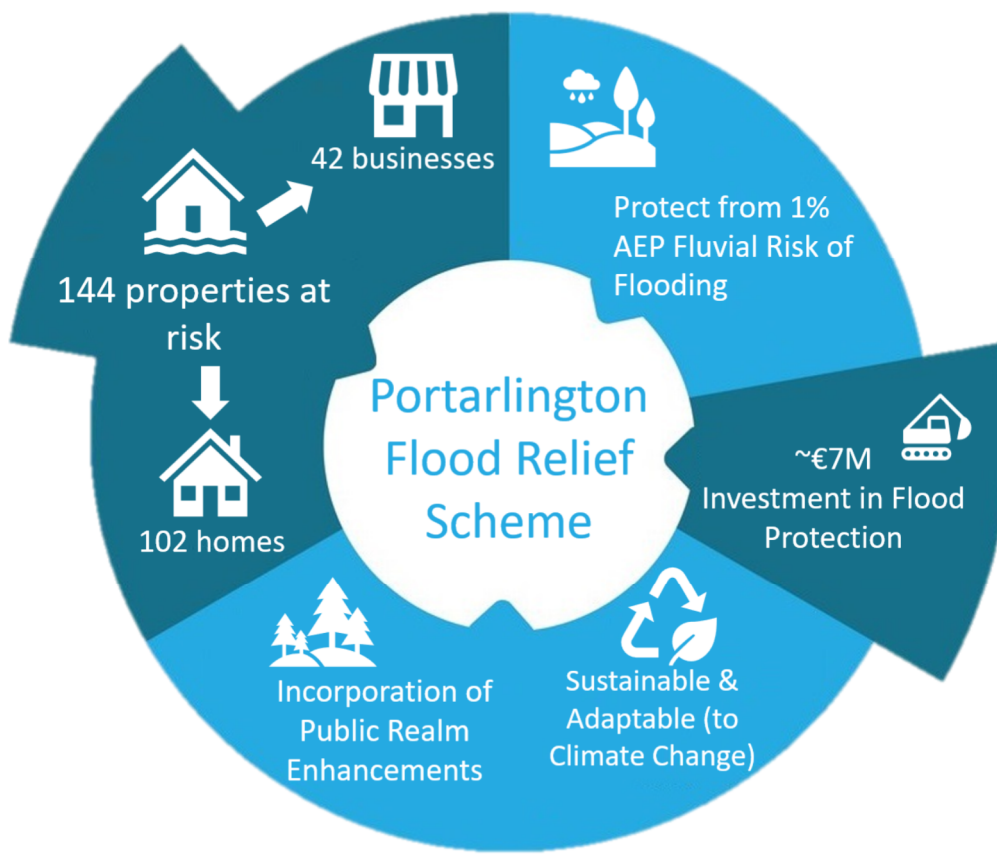 Portarlington
Flood Relief
Scheme
42 businesses
144 properties at
risk
102 homes
Protect from 1%
AEP Fluvial Risk of
Flooding
~€7M
Investment in Flood
Protection
Sustainable &
Adaptable (to
Climate Change)
Incorporation of
Public Realm
Enhancements